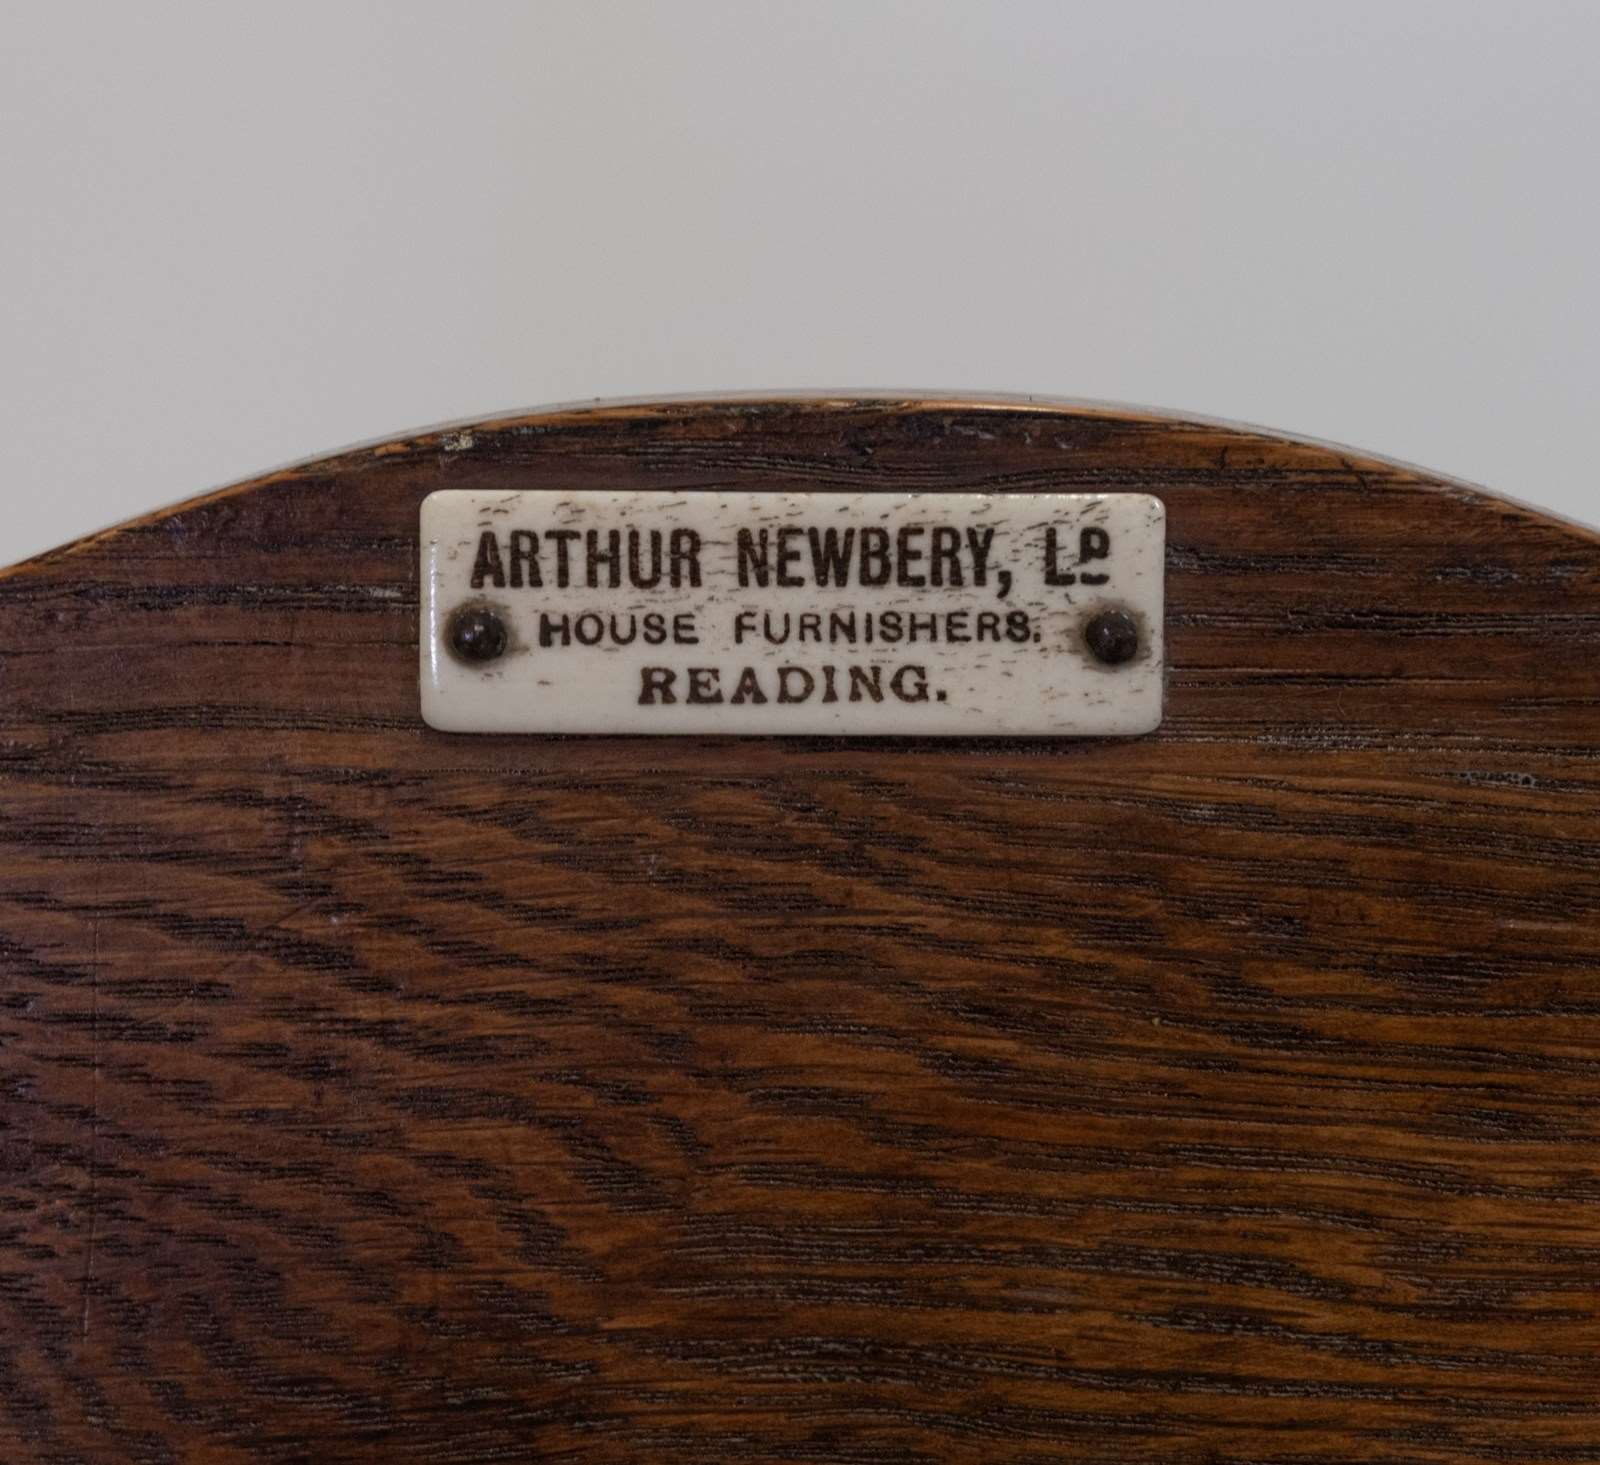 ARTHUR NEWBERY, LD
HOUSE FURNISHERS.
READING.